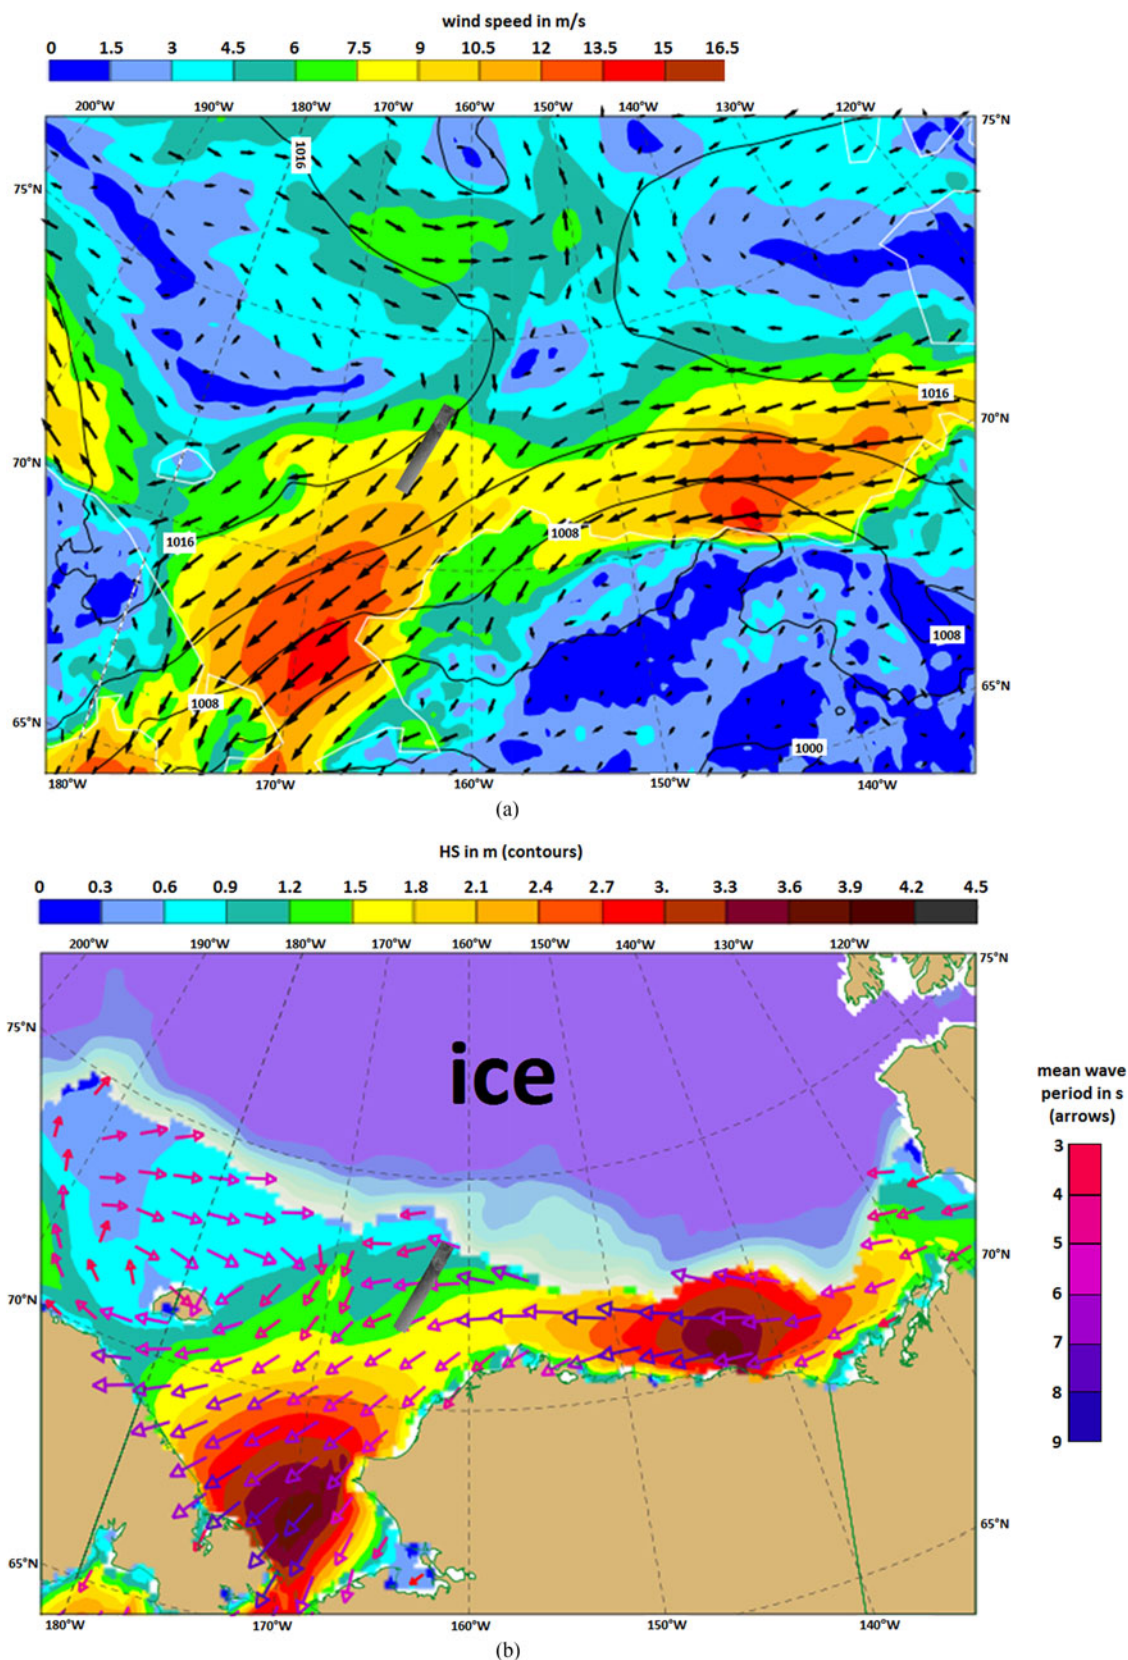 wind speed in m/s
0 1.5 3 4.5 6 7.5 9 10.5 12 13.5 15 16.5
200°W 190°W 180°W 170°W 160°W 150°W 140°W 130°W 120°W
75°N
1016
75°N
1016
70°N
70°N
1016
1008
1008
1008
65°N
65°N
1000
180°W 170°W 160°W 150°W 140°W
(a)
HS in m (contours)
0 0.3 0.6 0.9 1.2 1.5 1.8 2.1 2.4 2.7 3. 3.3 3.6 3.9 4.2 4.5
200°W 190°W 180°W 170°W 160°W 150°W 140°W 130°W 120°W
75°N
75°N
ice
mean wave
period in s
(arrows)
3
4
5
6
7
8
9
70°N
70°N
65°N
65°N
180°W 170°W 160°W 150°W 140°W
(b)